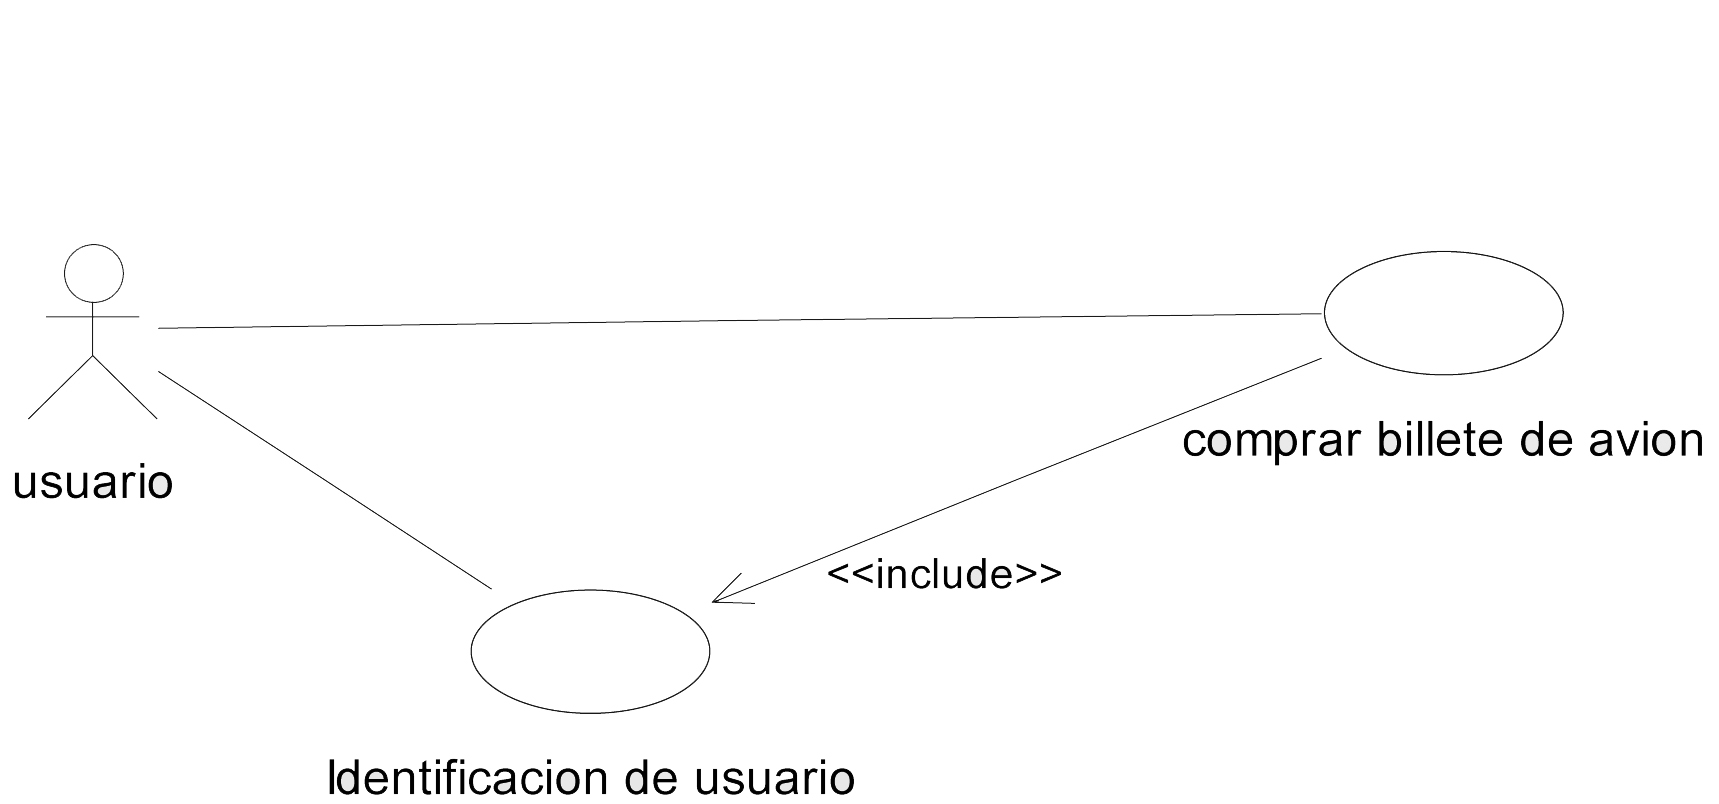 comprar billete de avion
usuario
<<include>>
Identificacion de usuario